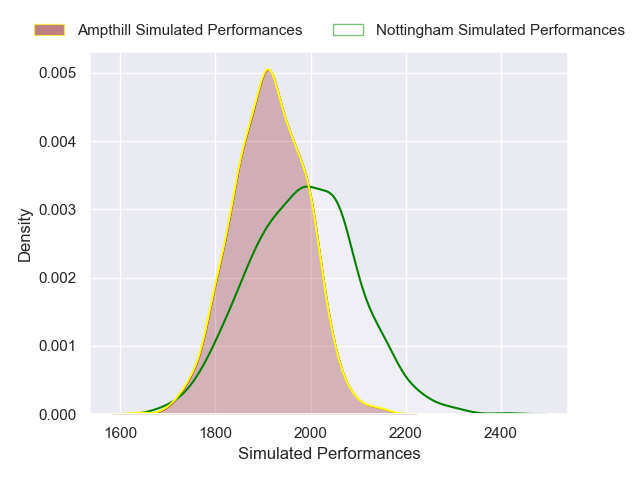 Ampthill Simulated Performances
Nottingham Simulated Performances
0.005
0.004
0.003
0.002
0.001
0.000
Density
1600
1800
2000
2200
2400
Simulated Performances